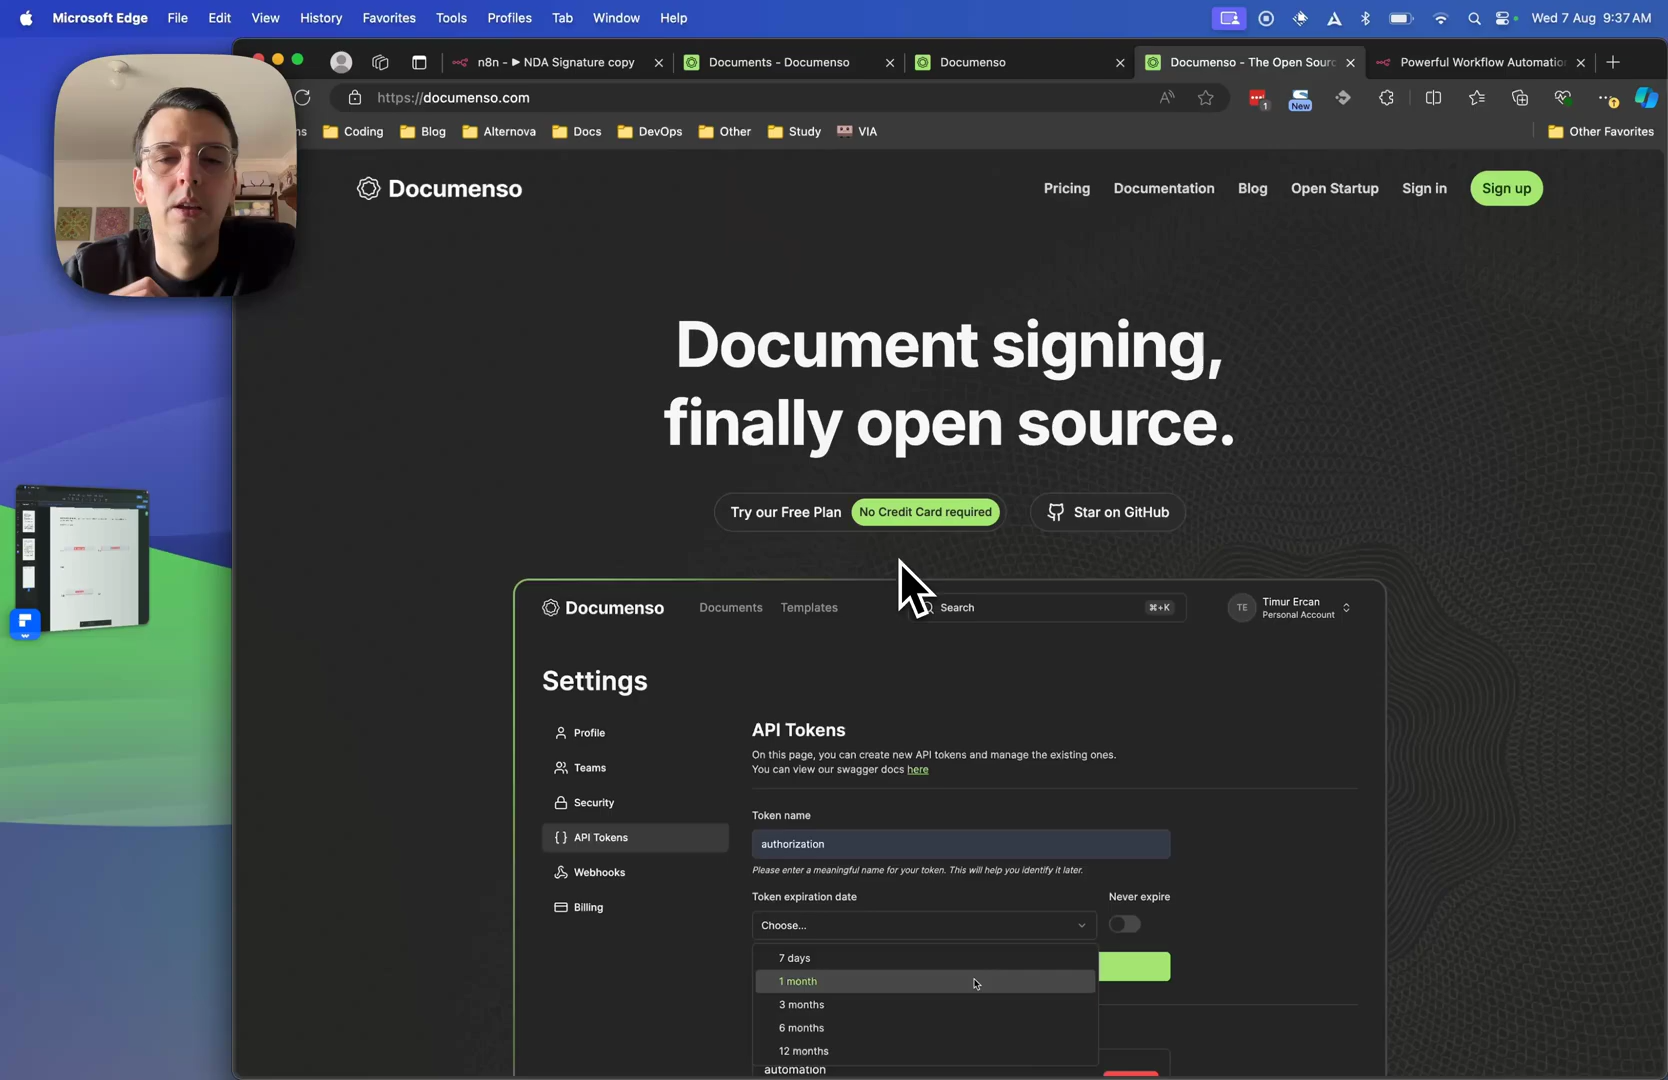 Microsoft Edge File Edit View History Favorites Tools Profiles Tab Window Help Wed 7 Aug 9:37 AM
n8n - ▶ NDA Signature copy Documents - Documenso Documenso Documenso - The Open Sourc Powerful Workflow Automation
https://documenso.com 1 New
ns Coding Blog Alternova Docs DevOps Other Study VIA Other Favorites
Documenso Pricing Documentation Blog Open Startup Sign in Sign up
Document signing,
finally open source.
Try our Free Plan No Credit Card required Star on GitHub
Documenso Documents Templates Search ⌘+K TE Timur Ercan
Personal Account
Settings
Profile
Teams
Security
API Tokens
Webhooks
Billing
API Tokens
On this page, you can create new API tokens and manage the existing ones.
You can view our swagger docs here
Token name
authorization
Please enter a meaningful name for your token. This will help you identify it later.
Token expiration date Never expire
Choose...
7 days
1 month
3 months
6 months
12 months
automation